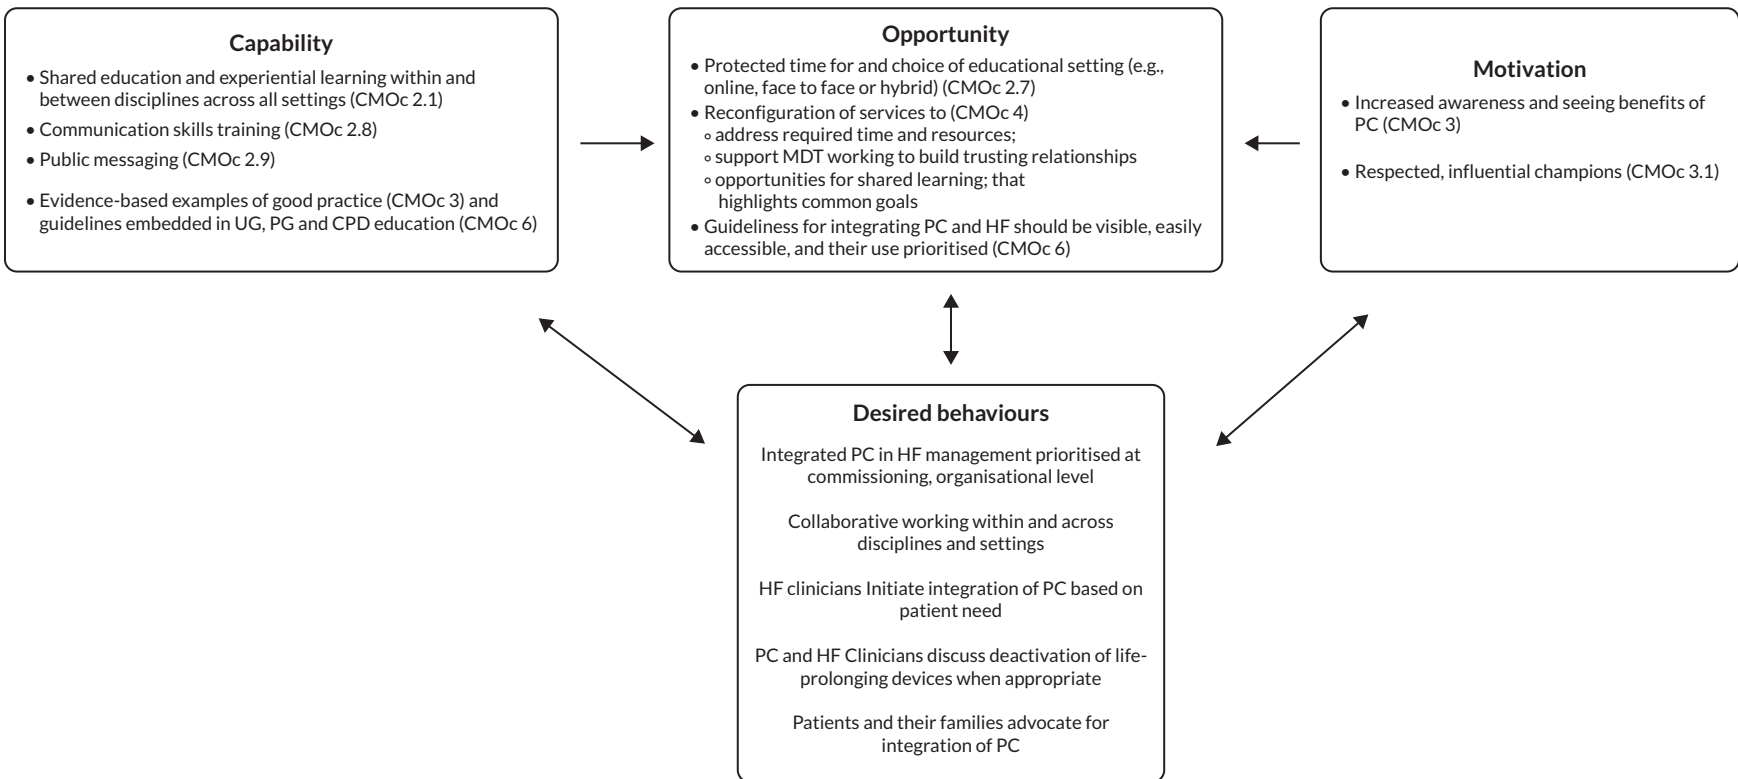 Capability
• Shared education and experiential learning within and
between disciplines across all settings (CMOc 2.1)
• Communication skills training (CMOc 2.8)
• Public messaging (CMOc 2.9)
• Evidence-based examples of good practice (CMOc 3) and
guidelines embedded in UG, PG and CPD education (CMOc 6)
Opportunity
• Protected time for and choice of educational setting (e.g.,
online, face to face or hybrid) (CMOc 2.7)
• Reconfiguration of services to (CMOc 4)
∘ address required time and resources;
∘ support MDT working to build trusting relationships
∘ opportunities for shared learning; that
highlights common goals
• Guideliness for integrating PC and HF should be visible, easily
accessible, and their use prioritised (CMOc 6)
Motivation
• Increased awareness and seeing benefits of
PC (CMOc 3)
• Respected, influential champions (CMOc 3.1)
Desired behaviours
Integrated PC in HF management prioritised at
commissioning, organisational level
Collaborative working within and across
disciplines and settings
HF clinicians Initiate integration of PC based on
patient need
PC and HF Clinicians discuss deactivation of life-
prolonging devices when appropriate
Patients and their families advocate for
integration of PC